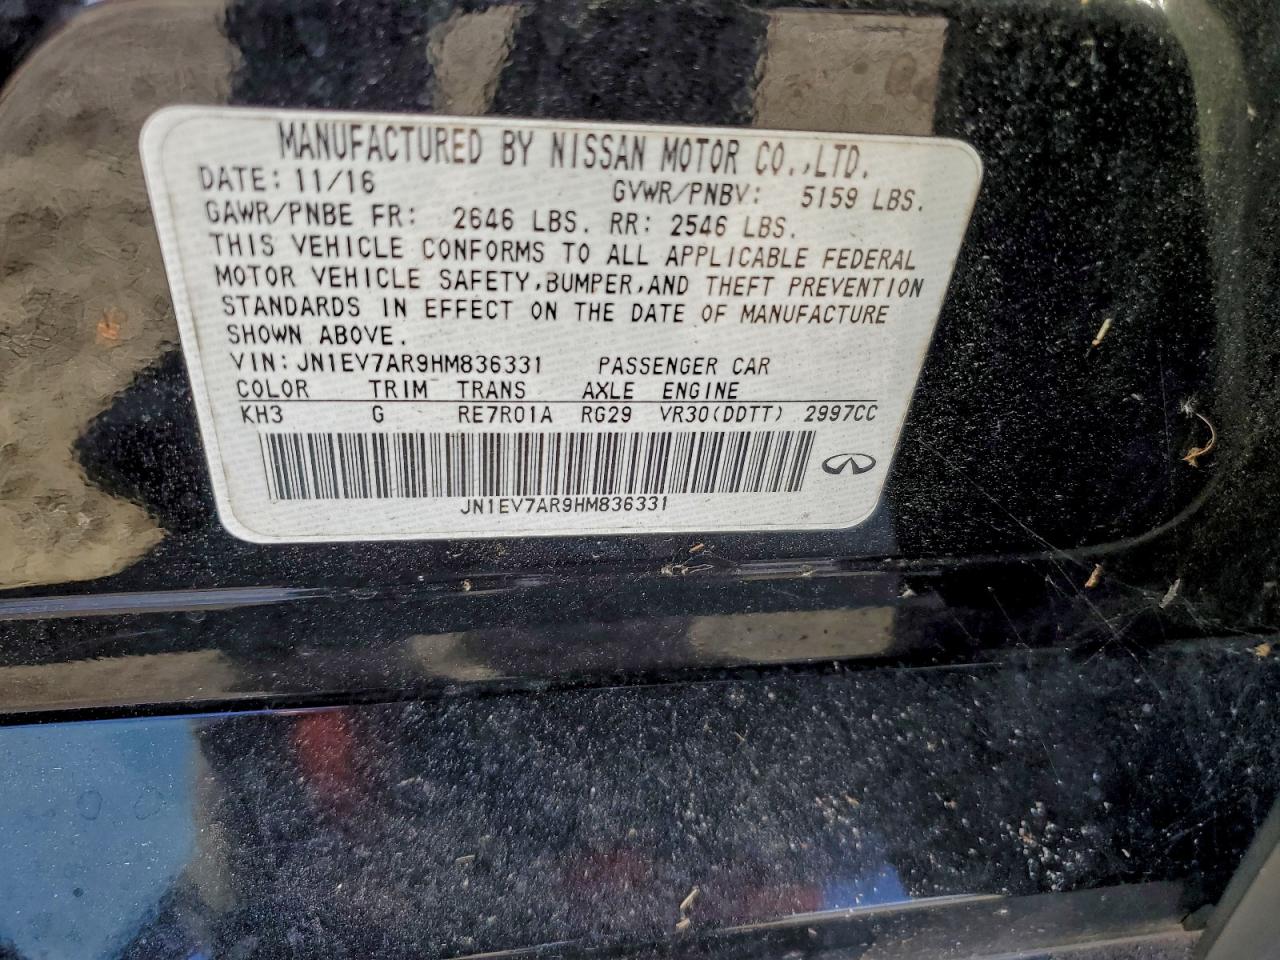 MANUFACTURED BY NISSAN MOTOR CO.,LTD.
DATE: 11/16 GVWR/PNBV: 5159 LBS.
GAWR/PNBE FR: 2646 LBS. RR: 2546 LBS.
THIS VEHICLE CONFORMS TO ALL APPLICABLE FEDERAL
MOTOR VEHICLE SAFETY,BUMPER,AND THEFT PREVENTION
STANDARDS IN EFFECT ON THE DATE OF MANUFACTURE
SHOWN ABOVE.
VIN:JN1EV7AR9HM836331 PASSENGER CAR
COLOR TRIM TRANS AXLE ENGINE
KH3 G RE7R01A RG29 VR30(DDTT) 2997CC
JN1EV7AR9HM836331